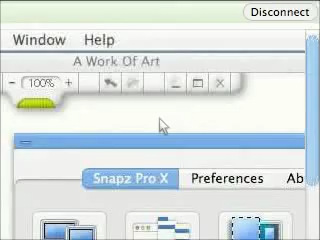 Disconnect
Window Help
A Work Of Art
− 100% +
Snapz Pro X Preferences Ab